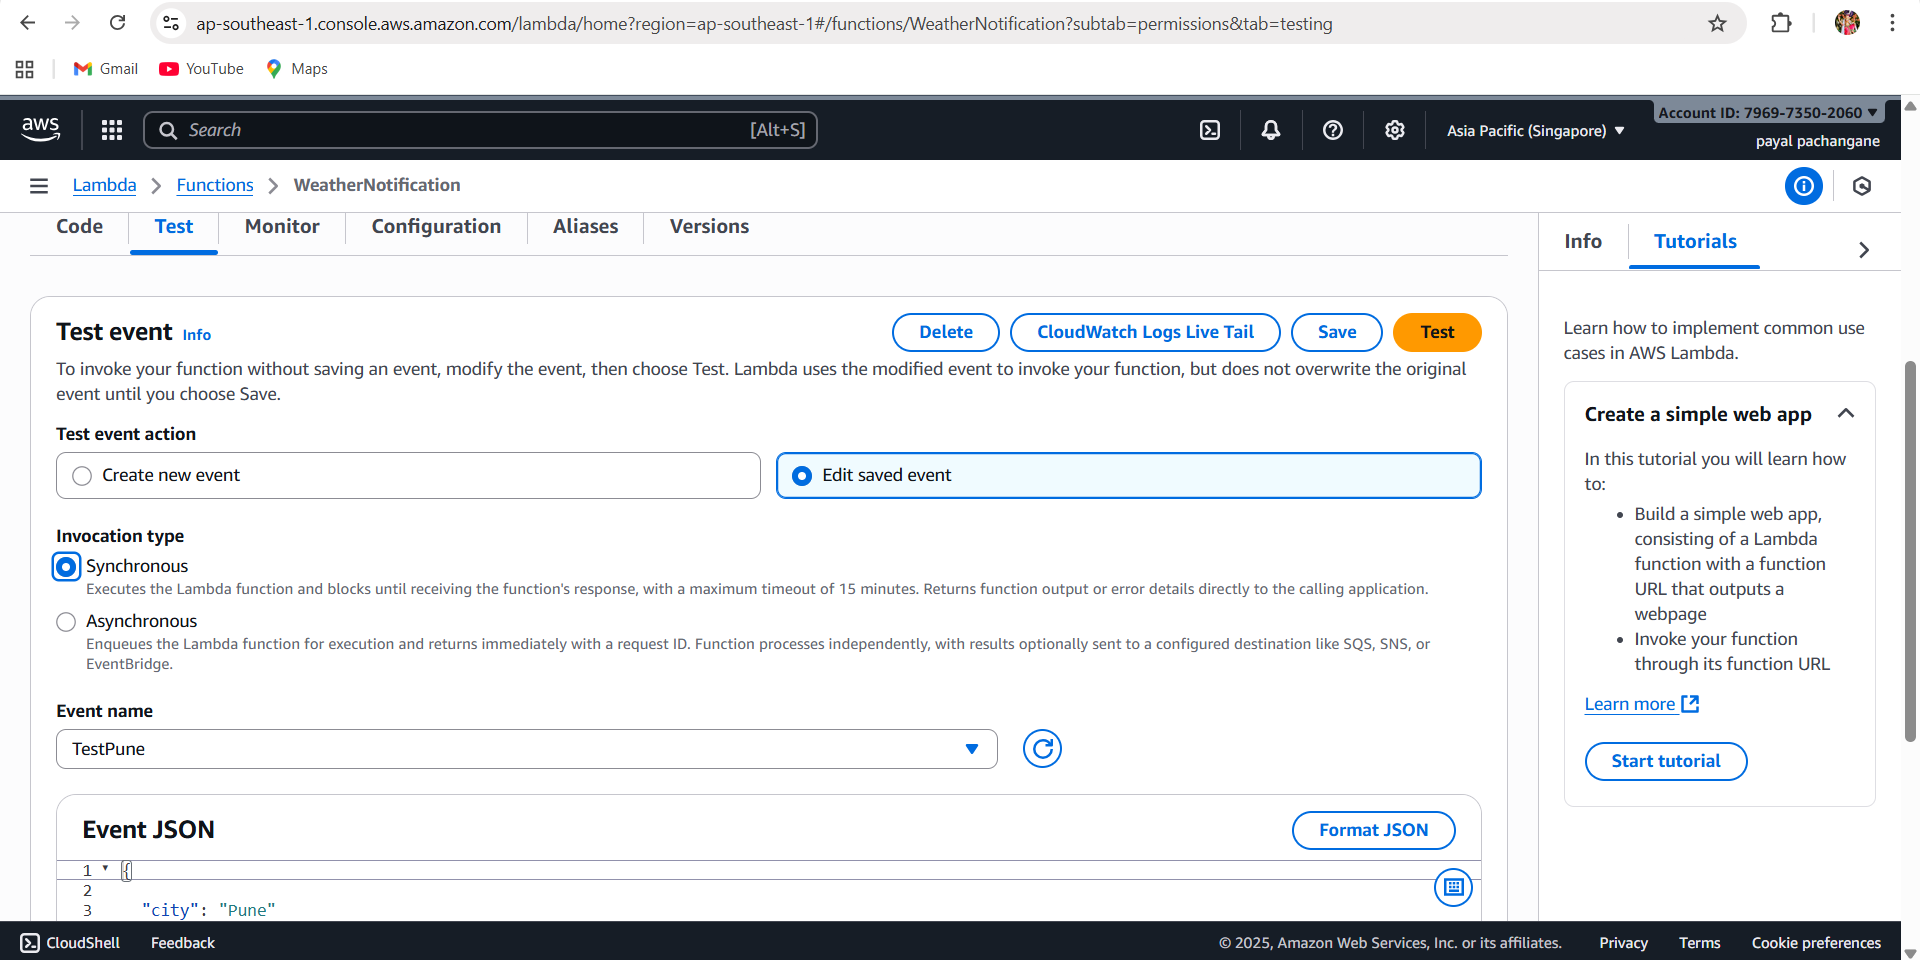 ap-southeast-1.console.aws.amazon.com/lambda/home?region=ap-southeast-1#/functions/WeatherNotification?subtab=permissions&tab=testing
Gmail YouTube Maps
aws Search [Alt+S] Asia Pacific (Singapore) ▼ Account ID: 7969-7350-2060 ▼
payal pachangane
Lambda > Functions > WeatherNotification
Code Test Monitor Configuration Aliases Versions
Info Tutorials
Test event Info Delete CloudWatch Logs Live Tail Save Test
To invoke your function without saving an event, modify the event, then choose Test. Lambda uses the modified event to invoke your function, but does not overwrite the original
event until you choose Save.
Test event action
Create new event Edit saved event
Invocation type
Synchronous
Executes the Lambda function and blocks until receiving the function's response, with a maximum timeout of 15 minutes. Returns function output or error details directly to the calling application.
Asynchronous
Enqueues the Lambda function for execution and returns immediately with a request ID. Function processes independently, with results optionally sent to a configured destination like SQS, SNS, or
EventBridge.
Event name
TestPune
Event JSON Format JSON
1 {
2
3 "city": "Pune"
Learn how to implement common use
cases in AWS Lambda.
Create a simple web app
In this tutorial you will learn how
to:
• Build a simple web app,
consisting of a Lambda
function with a function
URL that outputs a
webpage
• Invoke your function
through its function URL
Learn more
Start tutorial
CloudShell Feedback © 2025, Amazon Web Services, Inc. or its affiliates. Privacy Terms Cookie preferences